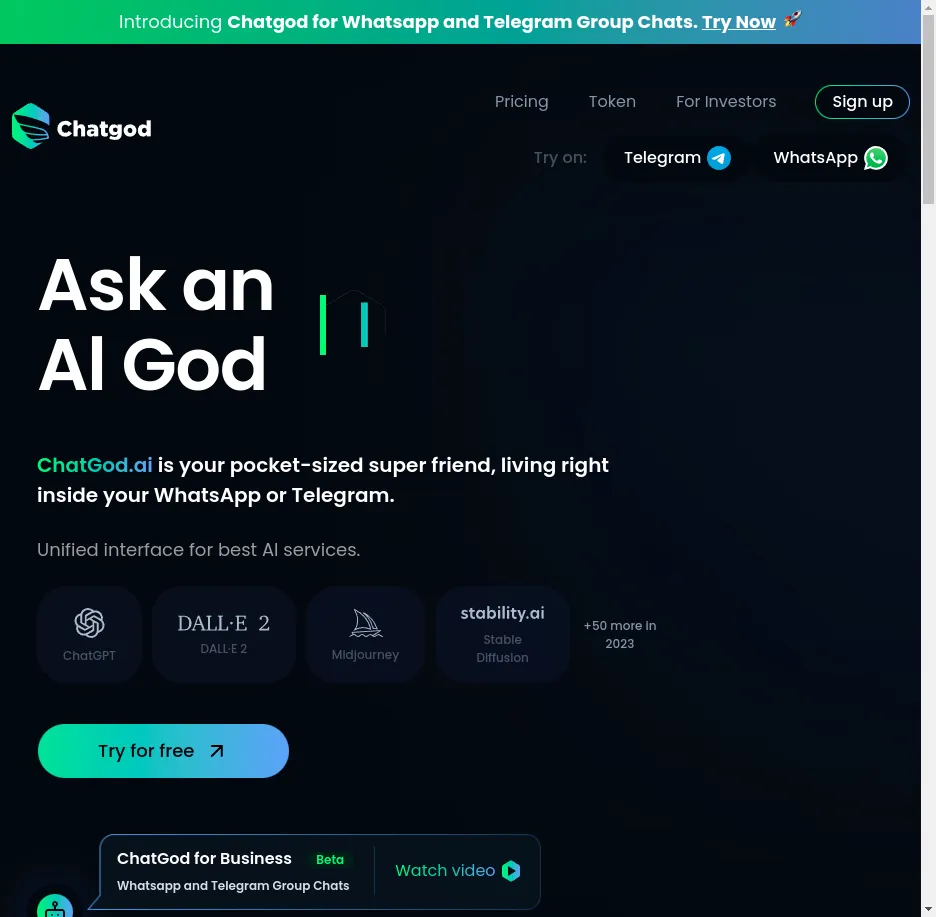 Introducing Chatgod for Whatsapp and Telegram Group Chats. Try Now 🚀
Pricing Token For Investors Sign up
Chatgod
Try on: Telegram WhatsApp
Ask an
AI God
ChatGod.ai is your pocket-sized super friend, living right
inside your WhatsApp or Telegram.
Unified interface for best AI services.
DALL·E 2
stability.ai
ChatGPT
DALL·E 2
Midjourney
Stable
Diffusion
+50 more in
2023
Try for free
ChatGod for Business Beta
Whatsapp and Telegram Group Chats
Watch video